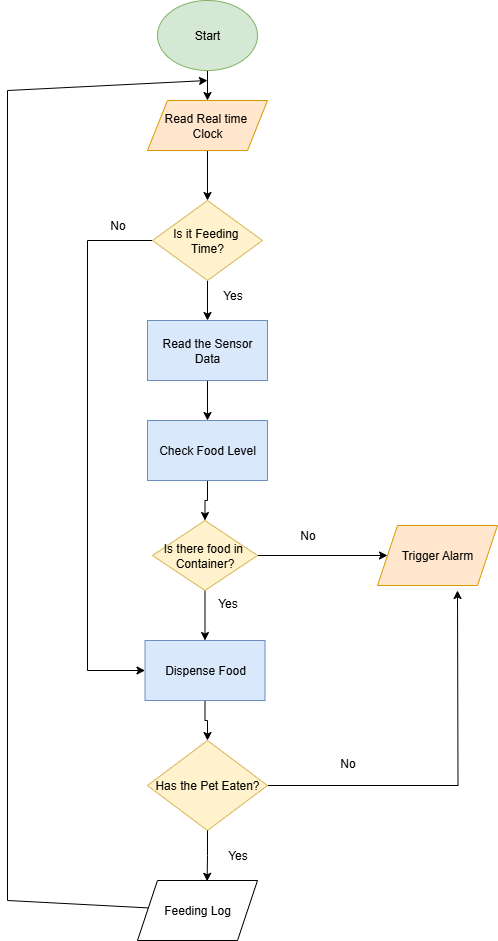 Start
Read Real time
Clock
No
Is it Feeding
Time?
Yes
Read the Sensor
Data
Check Food Level
Is there food in
Container?
No
Trigger Alarm
Yes
Dispense Food
Has the Pet Eaten?
No
Yes
Feeding Log